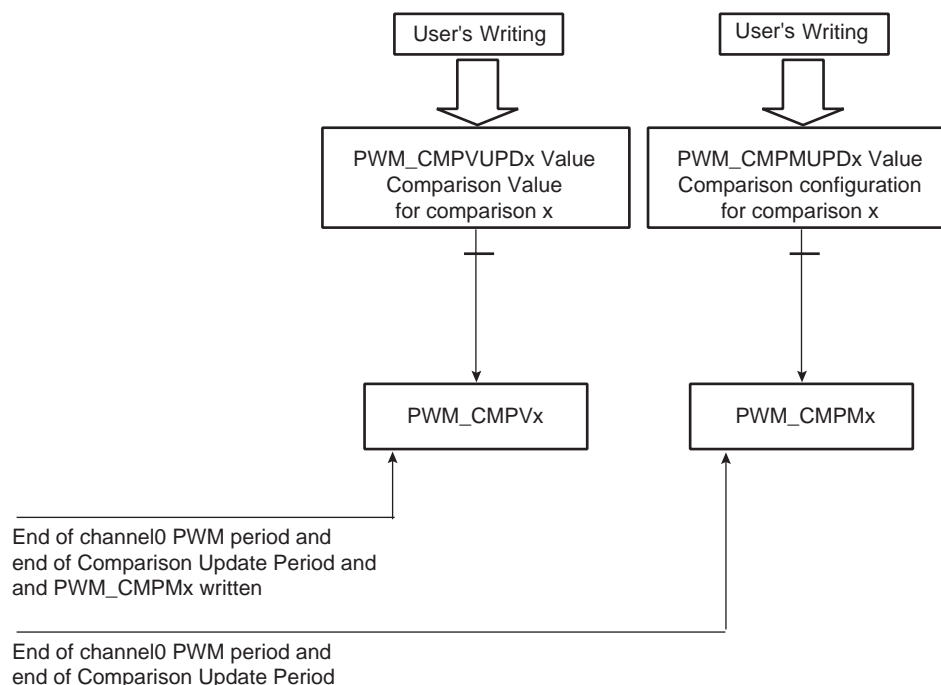 User's Writing
User's Writing
PWM_CMPVUPDx Value
Comparison Value
for comparison x
PWM_CMPMUPDx Value
Comparison configuration
for comparison x
PWM_CMPVx
PWM_CMPMx
End of channel0 PWM period and
end of Comparison Update Period and
and PWM_CMPMx written
End of channel0 PWM period and
end of Comparison Update Period